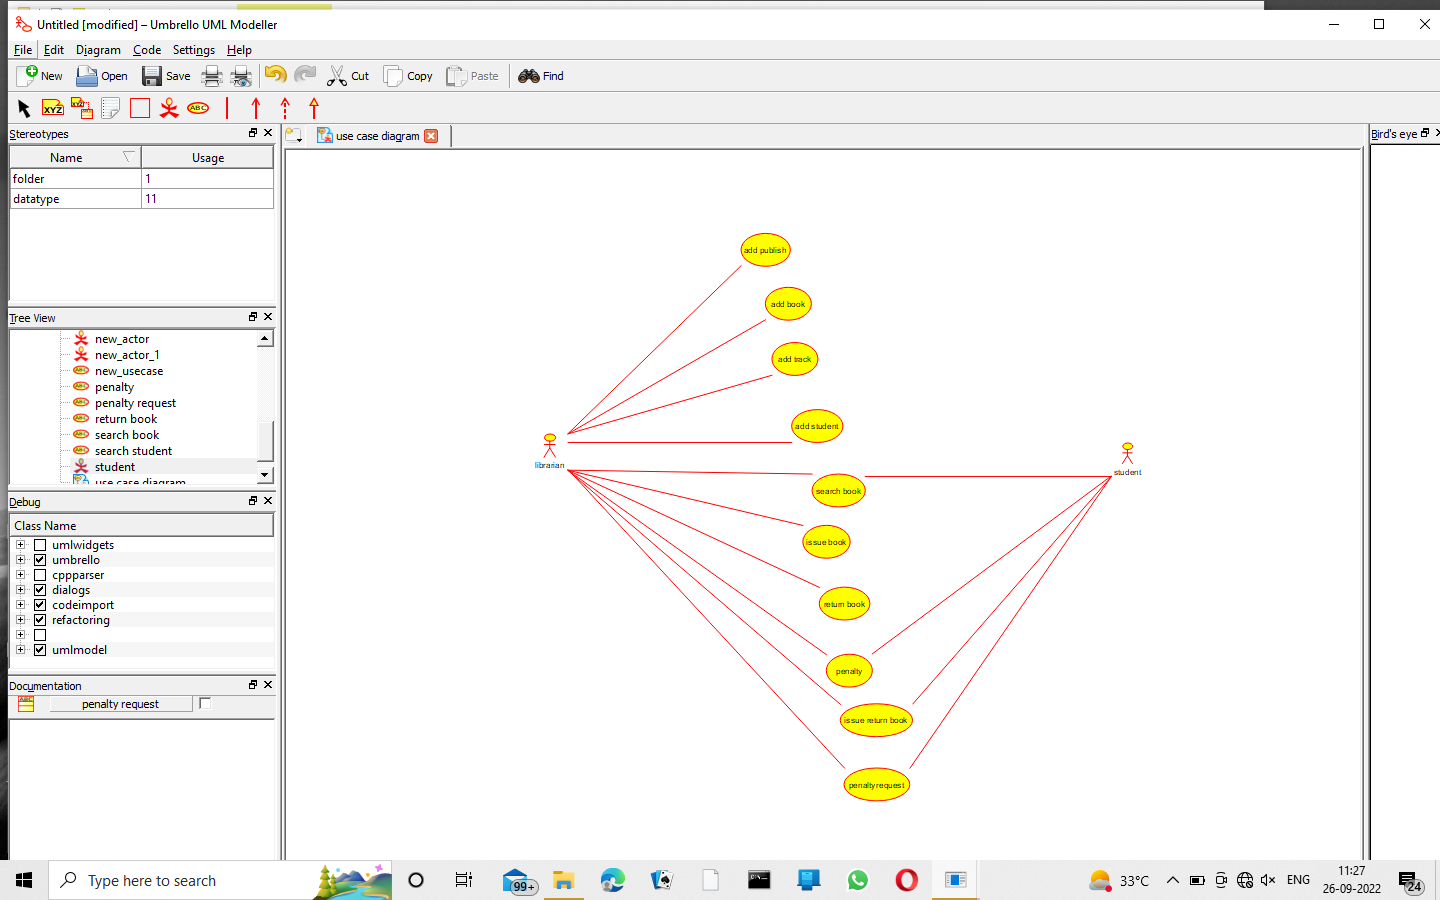 Untitled [modified] – Umbrello UML Modeller
File Edit Diagram Code Settings Help
New Open Save Cut Copy Paste Find
XYZ XYZ ABC
Stereotypes
Name Usage
folder 1
datatype 11
Tree View
new_actor
new_actor_1
new_usecase
penalty
penalty request
return book
search book
search student
student
use case diagram
Debug
Class Name
umlwidgets
umbrello
cppparser
dialogs
codeimport
refactoring
umlmodel
Documentation
ABC penalty request
use case diagram
Bird's eye
add publish
add book
add track
add student
librarian
student
search book
issue book
return book
penalty
issue return book
penalty request
Type here to search
99+
33°C
ENG
11:27
26-09-2022
24